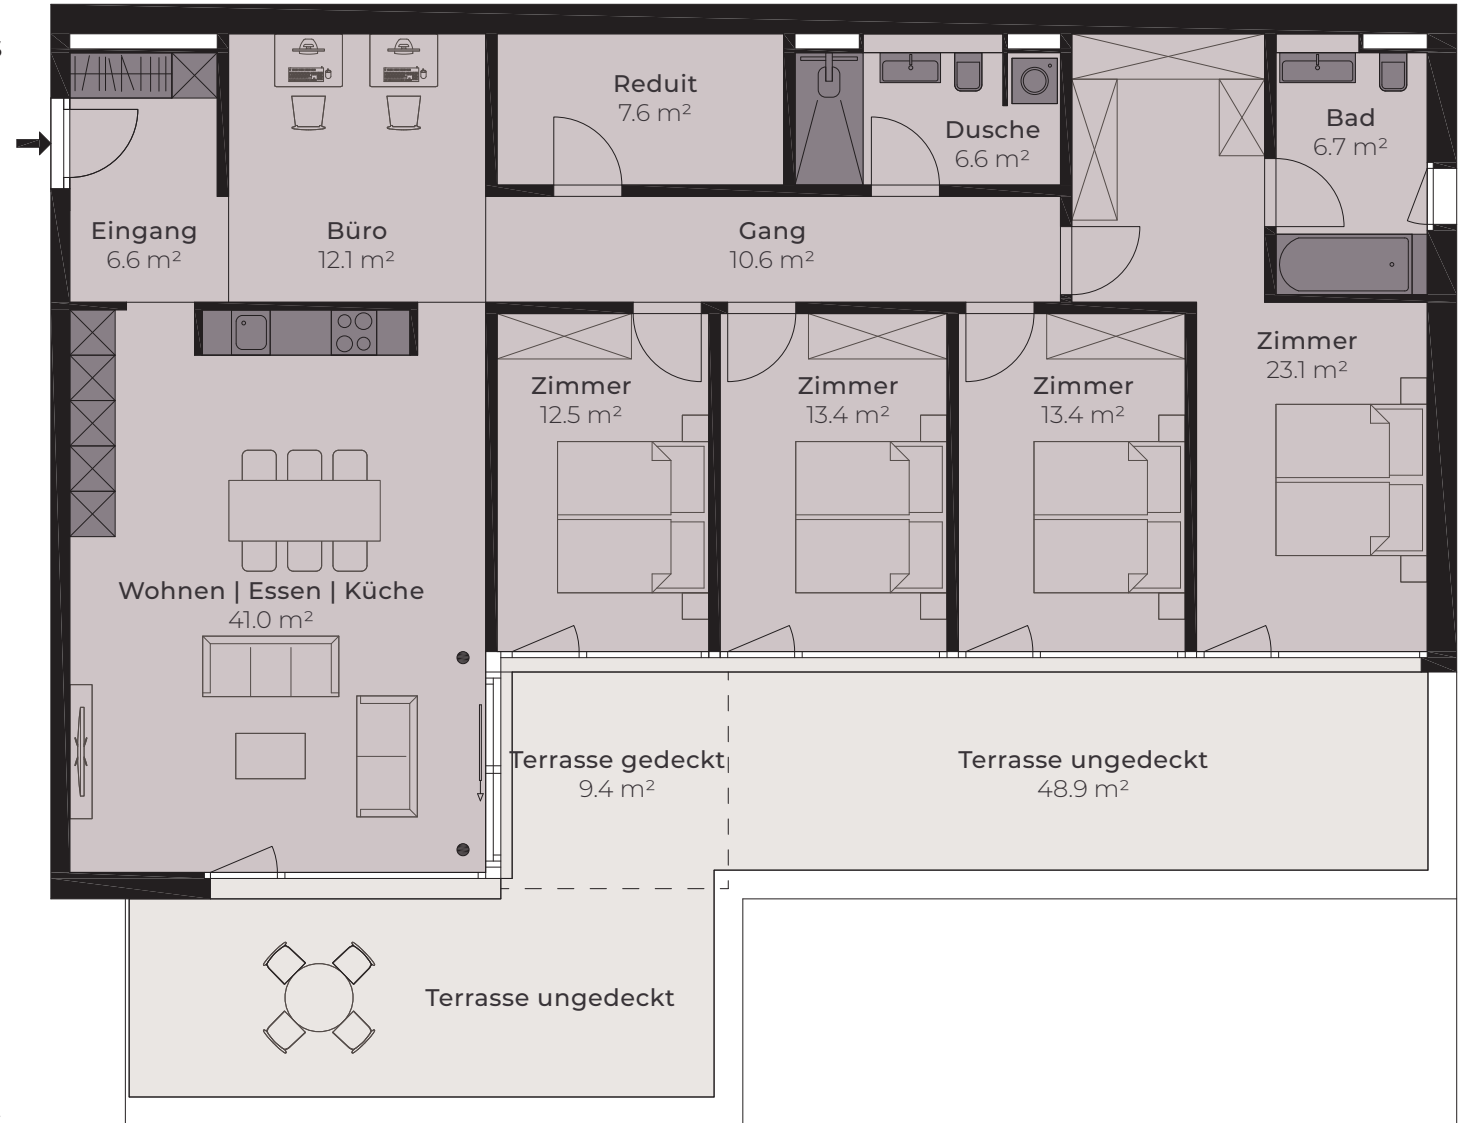 Reduit
7.6 m²
Dusche
6.6 m²
Bad
6.7 m²
Eingang
6.6 m²
Büro
12.1 m²
Gang
10.6 m²
Zimmer
23.1 m²
Zimmer
12.5 m²
Zimmer
13.4 m²
Zimmer
13.4 m²
Wohnen | Essen | Küche
41.0 m²
Terrasse gedeckt
9.4 m²
Terrasse ungedeckt
48.9 m²
Terrasse ungedeckt